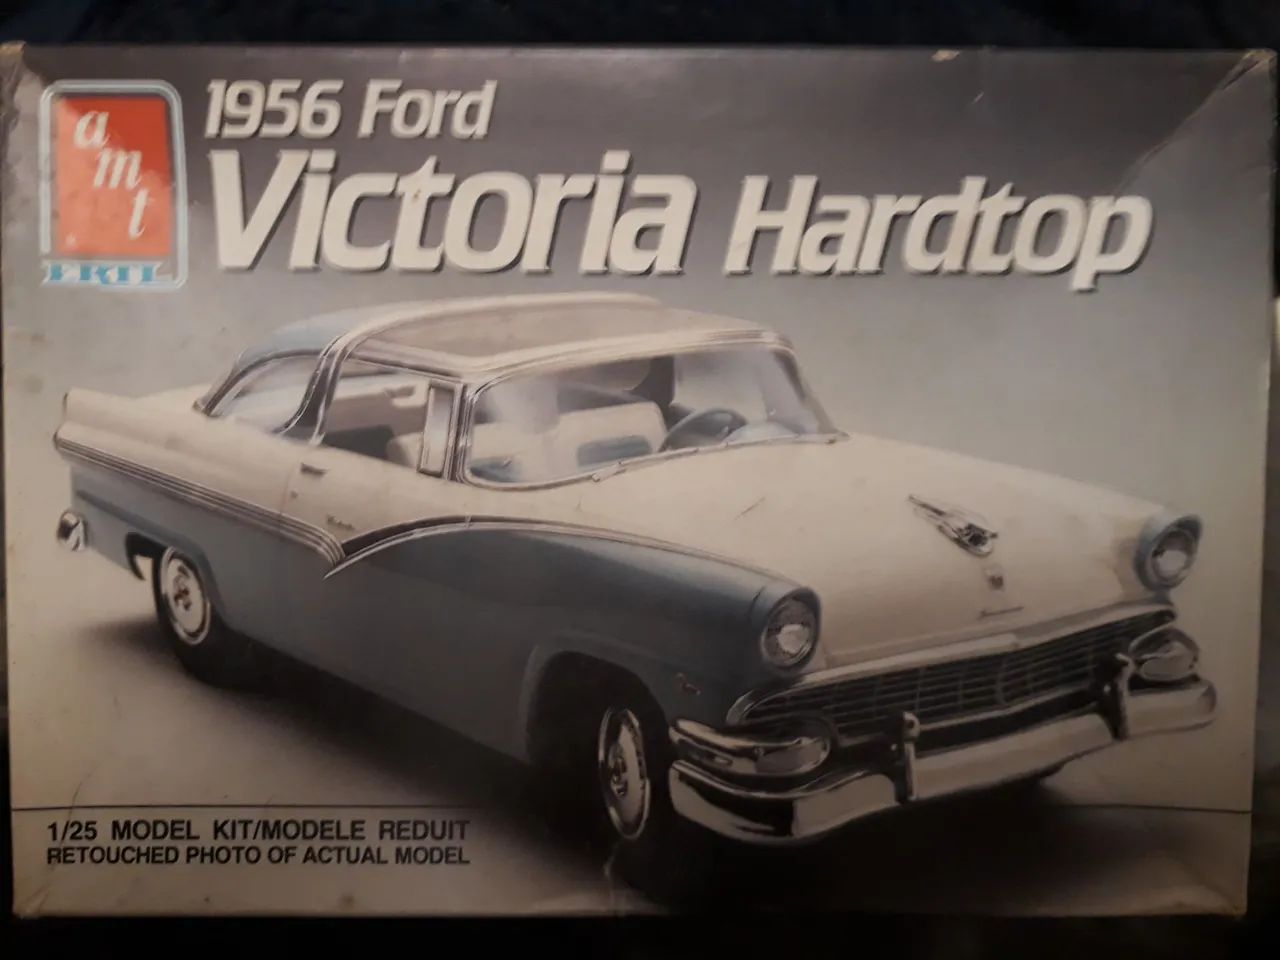 amt
ERTL
1956 Ford
Victoria Hardtop
1/25 MODEL KIT/MODELE REDUIT
RETOUCHED PHOTO OF ACTUAL MODEL